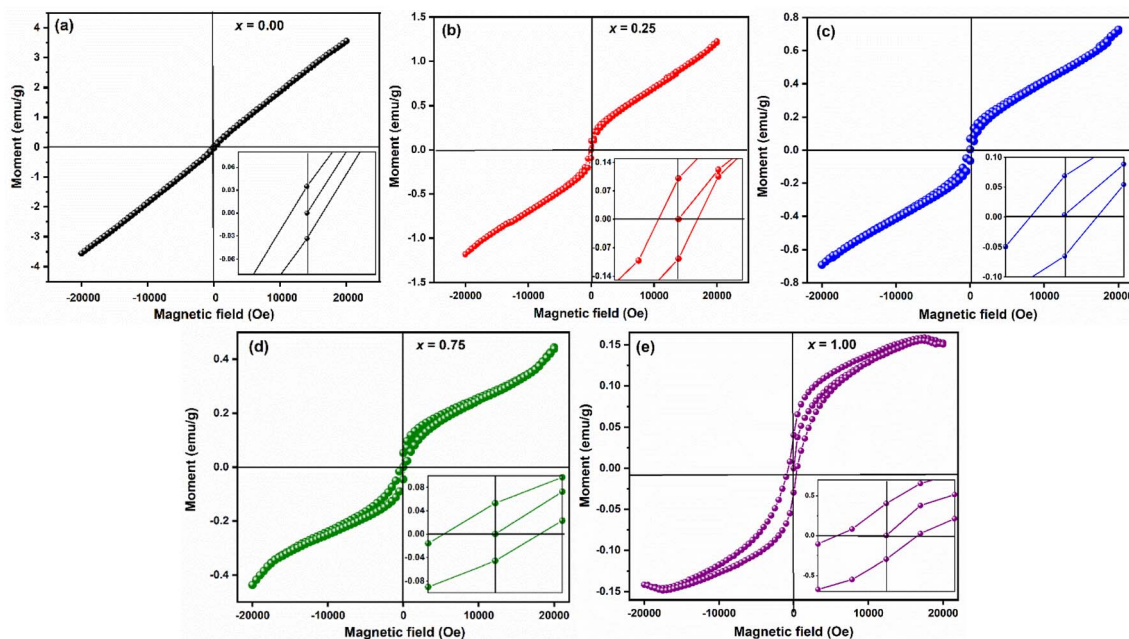 (a)
x = 0.00
Moment (emu/g)
4
3
2
1
0
-1
-2
-3
-4
0.06
0.03
0.00
-0.03
-0.06
-20000 -10000 0 10000 20000
Magnetic field (Oe)
(b)
x = 0.25
Moment (emu/g)
1.5
1.0
0.5
0.0
-0.5
-1.0
-1.5
0.14
0.07
0.00
-0.07
-0.14
-20000 -10000 0 10000 20000
Magnetic field (Oe)
(c)
Moment (emu/g)
0.8
0.6
0.4
0.2
0.0
-0.2
-0.4
-0.6
-0.8
0.10
0.05
0.00
-0.05
-0.10
-20000 -10000 0 10000 20000
Magnetic field (Oe)
(d)
x = 0.75
Moment (emu/g)
0.4
0.2
0.0
-0.2
-0.4
0.08
0.04
0.00
-0.04
-0.08
-20000 -10000 0 10000 20000
Magnetic field (Oe)
(e)
x = 1.00
Moment (emu/g)
0.15
0.10
0.05
0.00
-0.05
-0.10
-0.15
0.5
0.0
-0.5
-20000 -10000 0 10000 20000
Magnetic field (Oe)